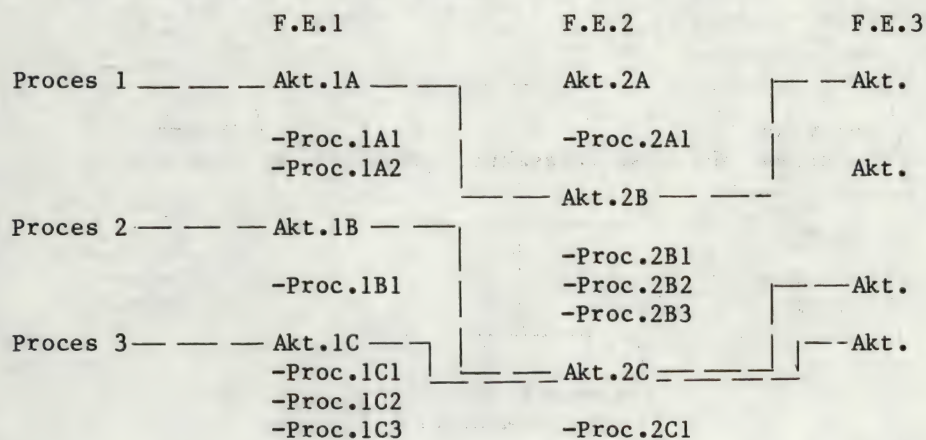 F.E.1 F.E.2 F.E.3
Proces 1 Akt.1A Akt.2A Akt.
-Proc.1A1 -Proc.2A1
-Proc.1A2 Akt.
Akt.2B
Proces 2 Akt.1B
-Proc.2B1
-Proc.1B1 -Proc.2B2 Akt.
-Proc.2B3
Proces 3 Akt.1C Akt.
-Proc.1C1 Akt.2C
-Proc.1C2
-Proc.1C3 -Proc.2C1